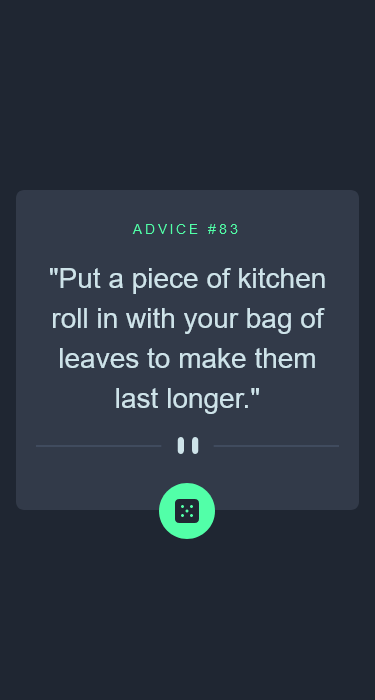 ADVICE #83
"Put a piece of kitchen
roll in with your bag of
leaves to make them
last longer."